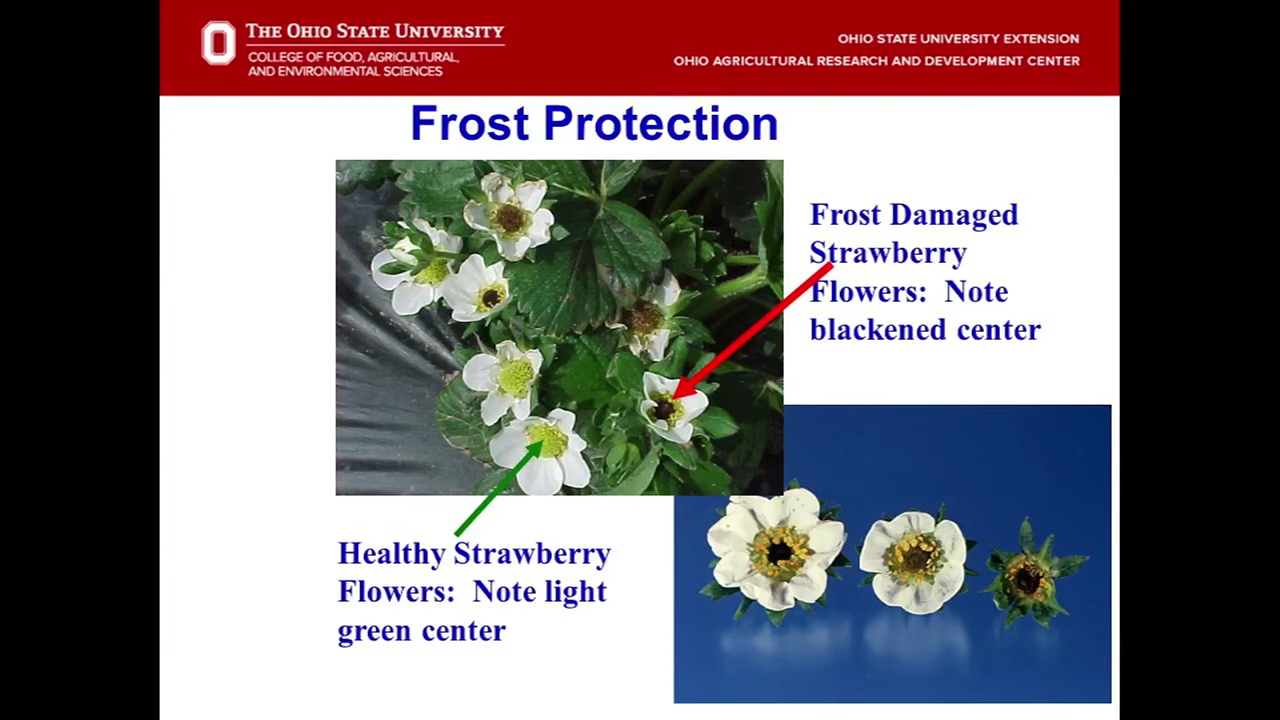 THE OHIO STATE UNIVERSITY
COLLEGE OF FOOD, AGRICULTURAL,
AND ENVIRONMENTAL SCIENCES
OHIO STATE UNIVERSITY EXTENSION
OHIO AGRICULTURAL RESEARCH AND DEVELOPMENT CENTER
Frost Protection
Frost Damaged
Strawberry
Flowers: Note
blackened center
Healthy Strawberry
Flowers: Note light
green center